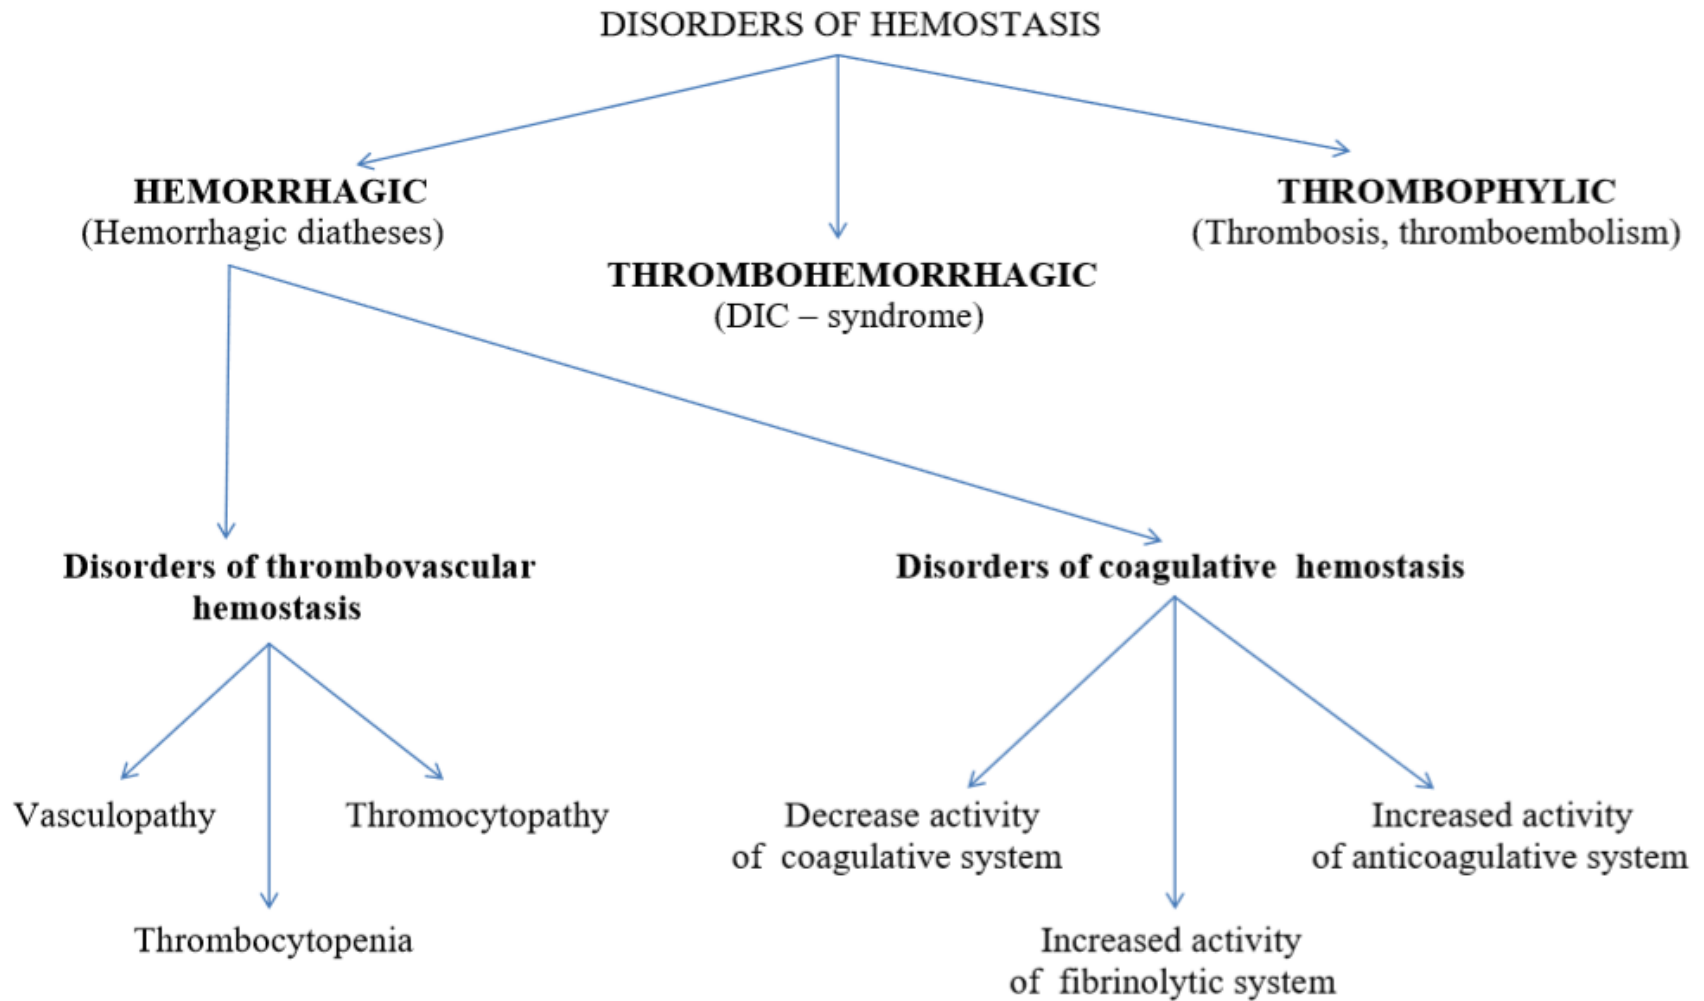 DISORDERS OF HEMOSTASIS
HEMORRHAGIC
(Hemorrhagic diatheses)
THROMBOHEMORRHAGIC
(DIC – syndrome)
THROMBOPHYLIC
(Thrombosis, thromboembolism)
Disorders of thrombovascular
hemostasis
Disorders of coagulative hemostasis
Vasculopathy
Thrombocytopenia
Thromocytopathy
Decrease activity
of coagulative system
Increased activity
of fibrinolytic system
Increased activity
of anticoagulative system